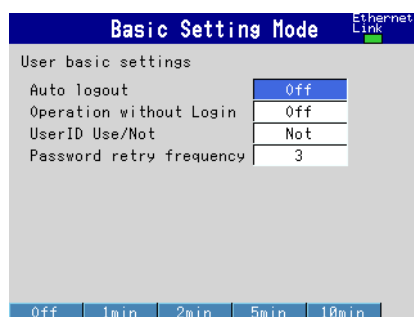 Basic Setting Mode Ethernet
Link
User basic settings
Auto logout Off
Operation without Login Off
UserID Use/Not Not
Password retry frequency 3
Off 1min 2min 5min 10min